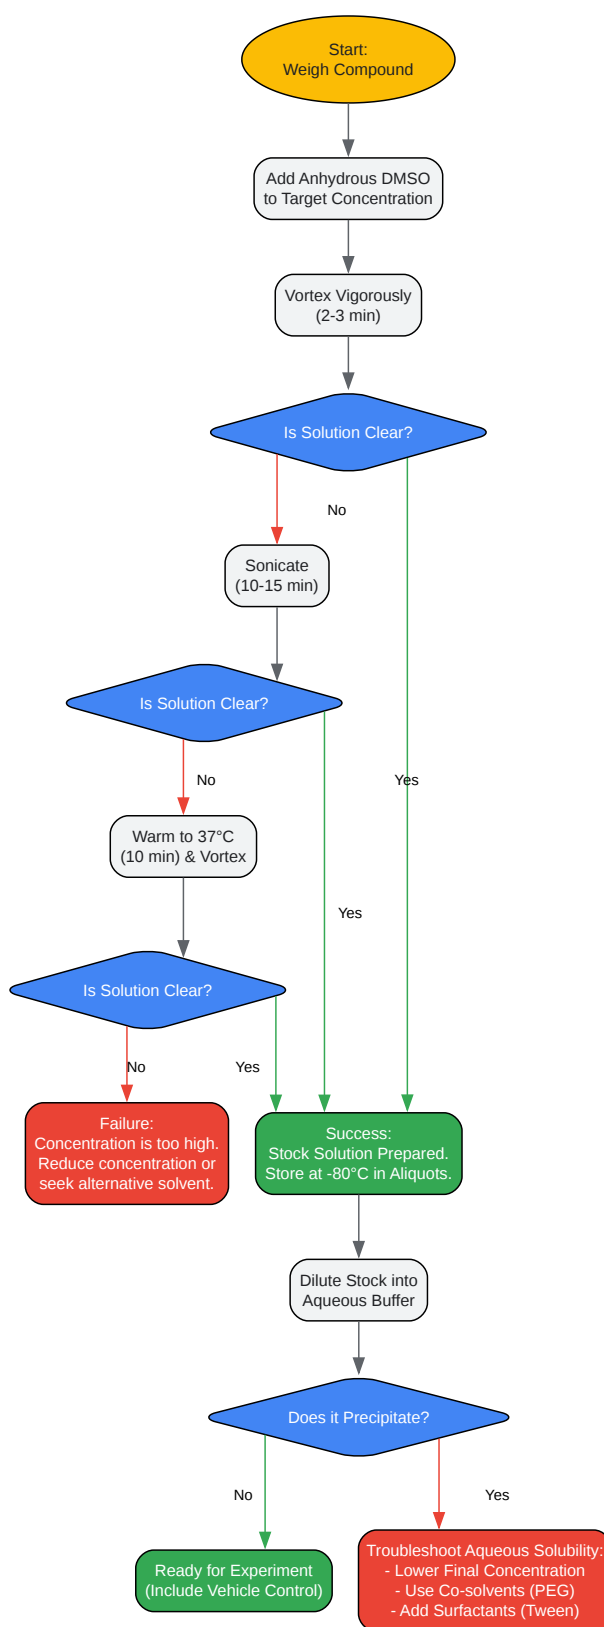 Start:
Weigh Compound
Add Anhydrous DMSO
to Target Concentration
Vortex Vigorously
(2-3 min)
Is Solution Clear?
No
Sonicate
(10-15 min)
Is Solution Clear?
No
Yes
Warm to 37°C
(10 min) & Vortex
Yes
Is Solution Clear?
No
Yes
Failure:
Concentration is too high.
Reduce concentration or
seek alternative solvent.
Success:
Stock Solution Prepared.
Store at -80°C in Aliquots.
Dilute Stock into
Aqueous Buffer
Does it Precipitate?
No
Yes
Ready for Experiment
(Include Vehicle Control)
Troubleshoot Aqueous Solubility:
- Lower Final Concentration
- Use Co-solvents (PEG)
- Add Surfactants (Tween)